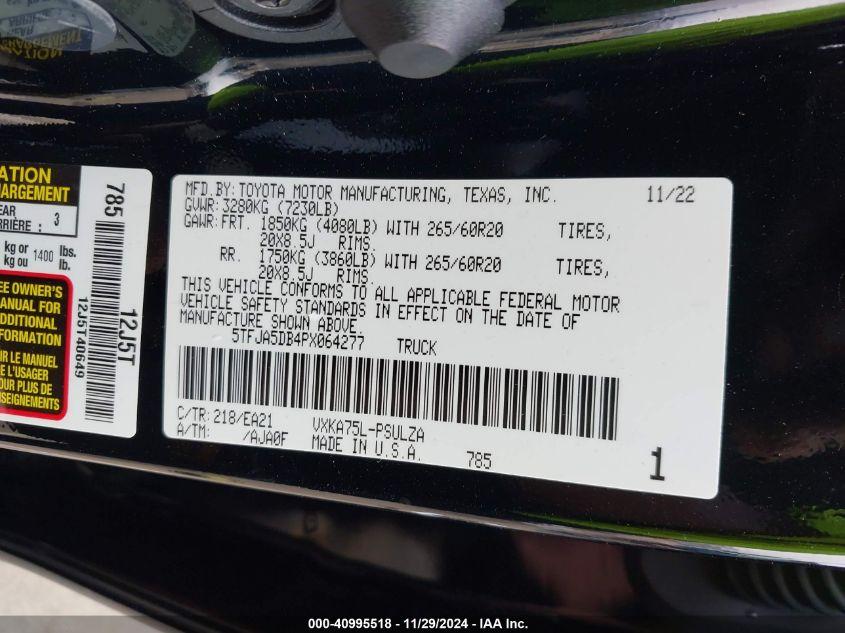 ATION
HARGEMENT
EAR 3
RRIÈRE :
kg or 1400 lbs.
kg ou lb.
EE OWNER'S
ANUAL FOR
ADDITIONAL
FORMATION
IR LE MANUEL
E L'USAGER
OUR PLUS DE
NSEIGNEMENTS
785
12J5T
12J5T40649
MFD.BY:TOYOTA MOTOR MANUFACTURING, TEXAS, INC. 11/22
GVWR:3280KG (7230LB)
GAWR:FRT. 1850KG (4080LB) WITH 265/60R20 TIRES,
20X8.5J RIMS.
RR. 1750KG (3860LB) WITH 265/60R20 TIRES,
20X8.5J RIMS.
THIS VEHICLE CONFORMS TO ALL APPLICABLE FEDERAL MOTOR
VEHICLE SAFETY STANDARDS IN EFFECT ON THE DATE OF
MANUFACTURE SHOWN ABOVE.
5TFJA5DB4PX064277 TRUCK
C/TR:218/EA21 VXKA75L-PSULZA
A/TM: /AJA0F MADE IN U.S.A. 785 1
000-40995518 - 11/29/2024 - IAA Inc.